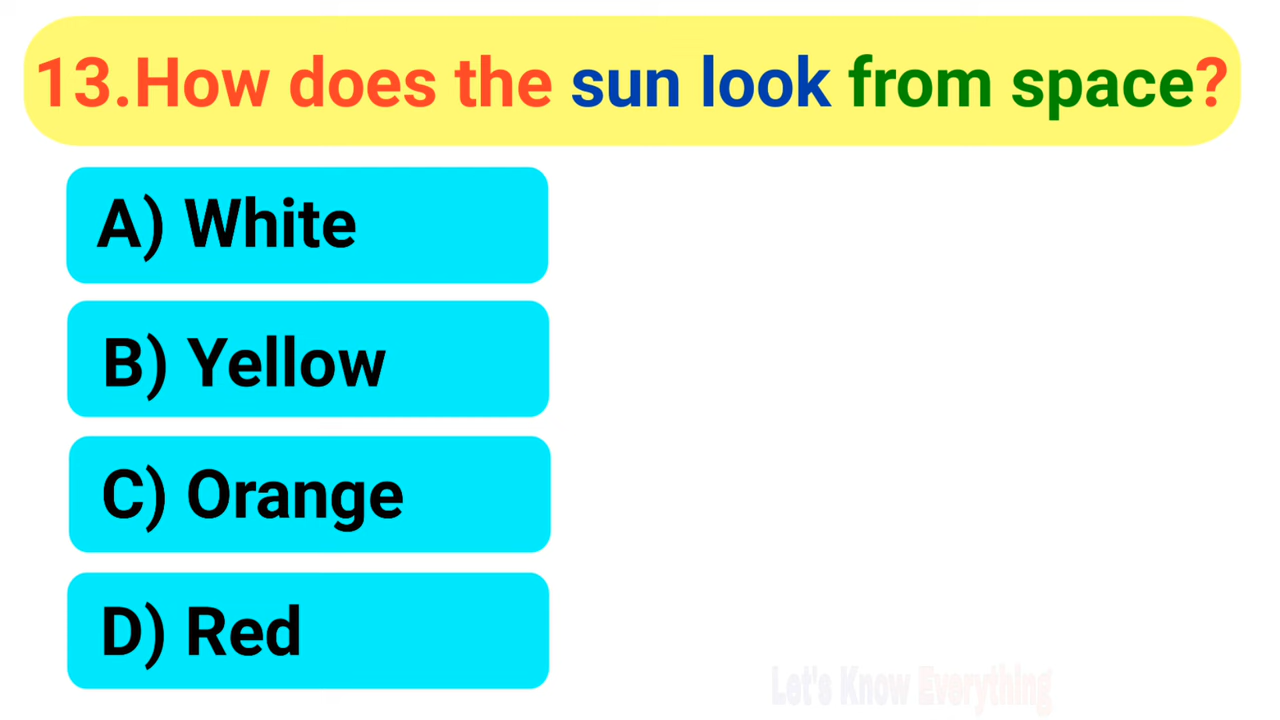 13.How does the sun look from space?
A) White
B) Yellow
C) Orange
D) Red
Let's Know Everything